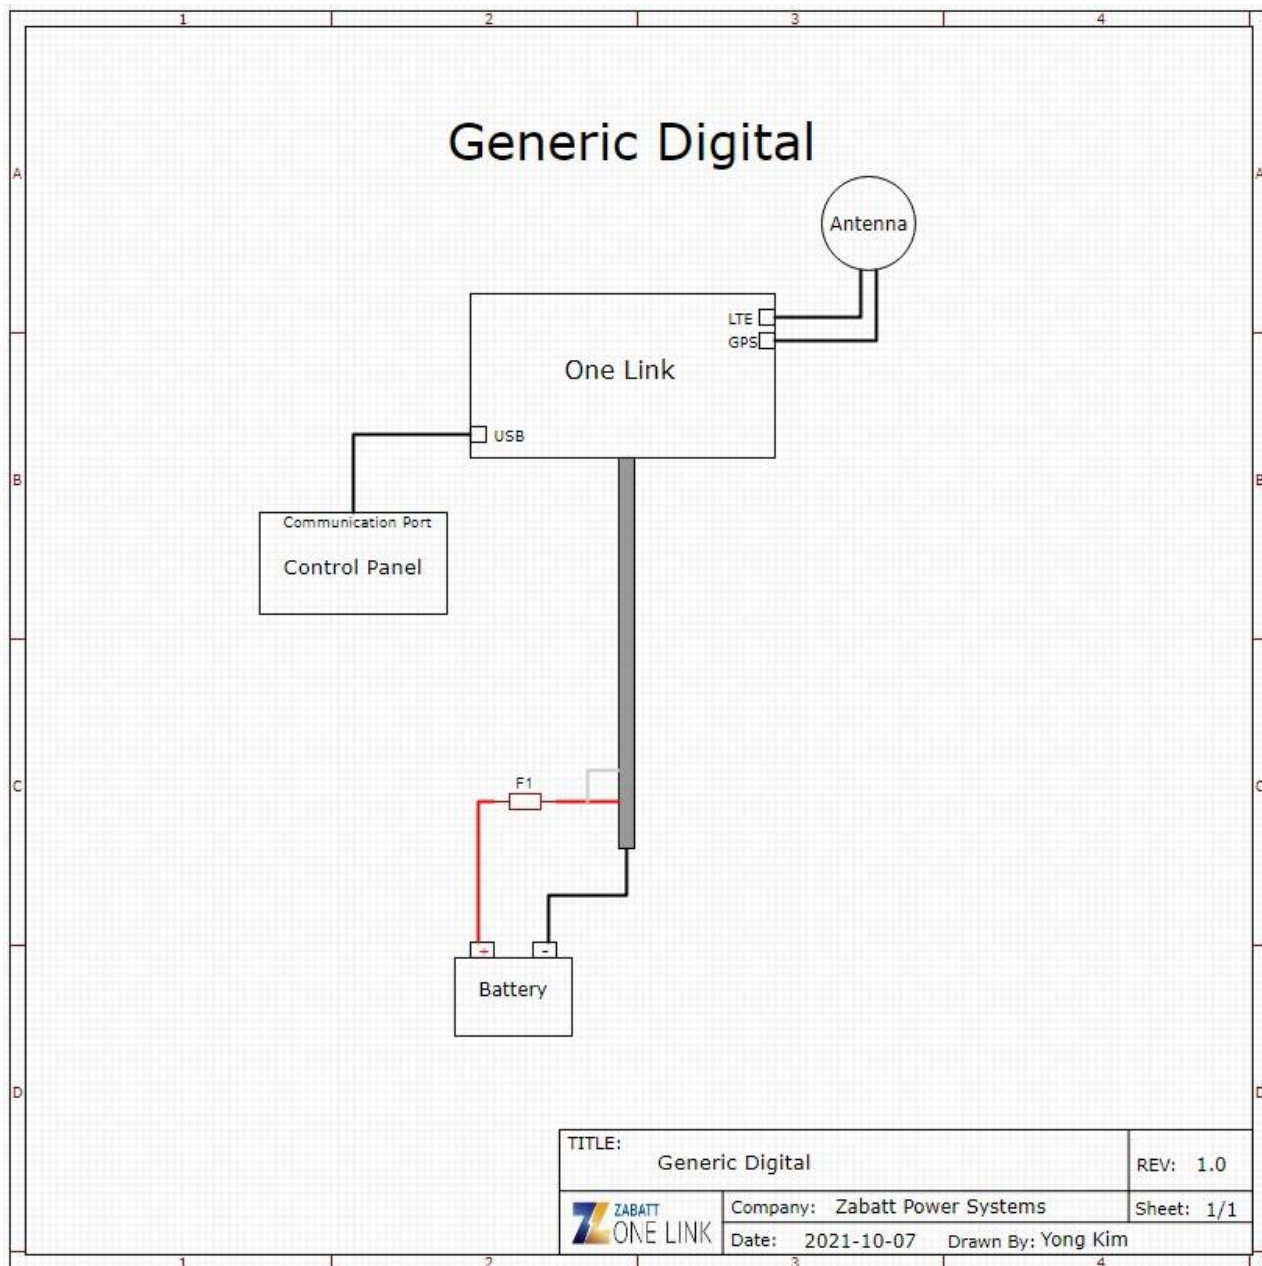 1 2 3 4
Generic Digital
A A
Antenna
LTE
GPS
One Link
USB
B B
Communication Port
Control Panel
F1
C C
+ -
Battery
D D
TITLE:
Generic Digital
REV: 1.0
ZABATT
ONE LINK
Company: Zabatt Power Systems
Sheet: 1/1
Date: 2021-10-07 Drawn By: Yong Kim
1 2 3 4